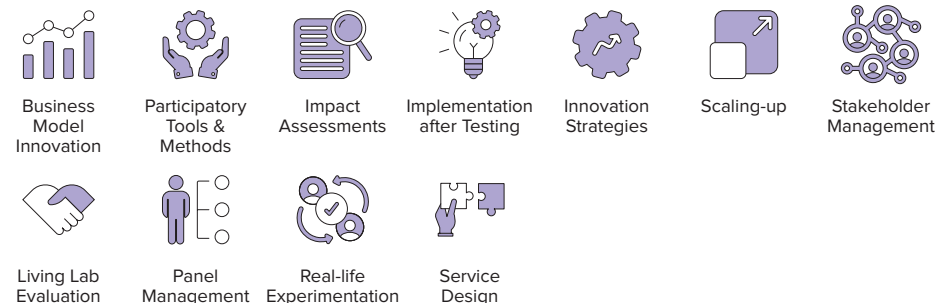 Business
Model
Innovation
Participatory
Tools &
Methods
Impact
Assessments
Implementation
after Testing
Innovation
Strategies
Scaling-up
Stakeholder
Management
Living Lab
Evaluation
Panel
Management
Real-life
Experimentation
Service
Design